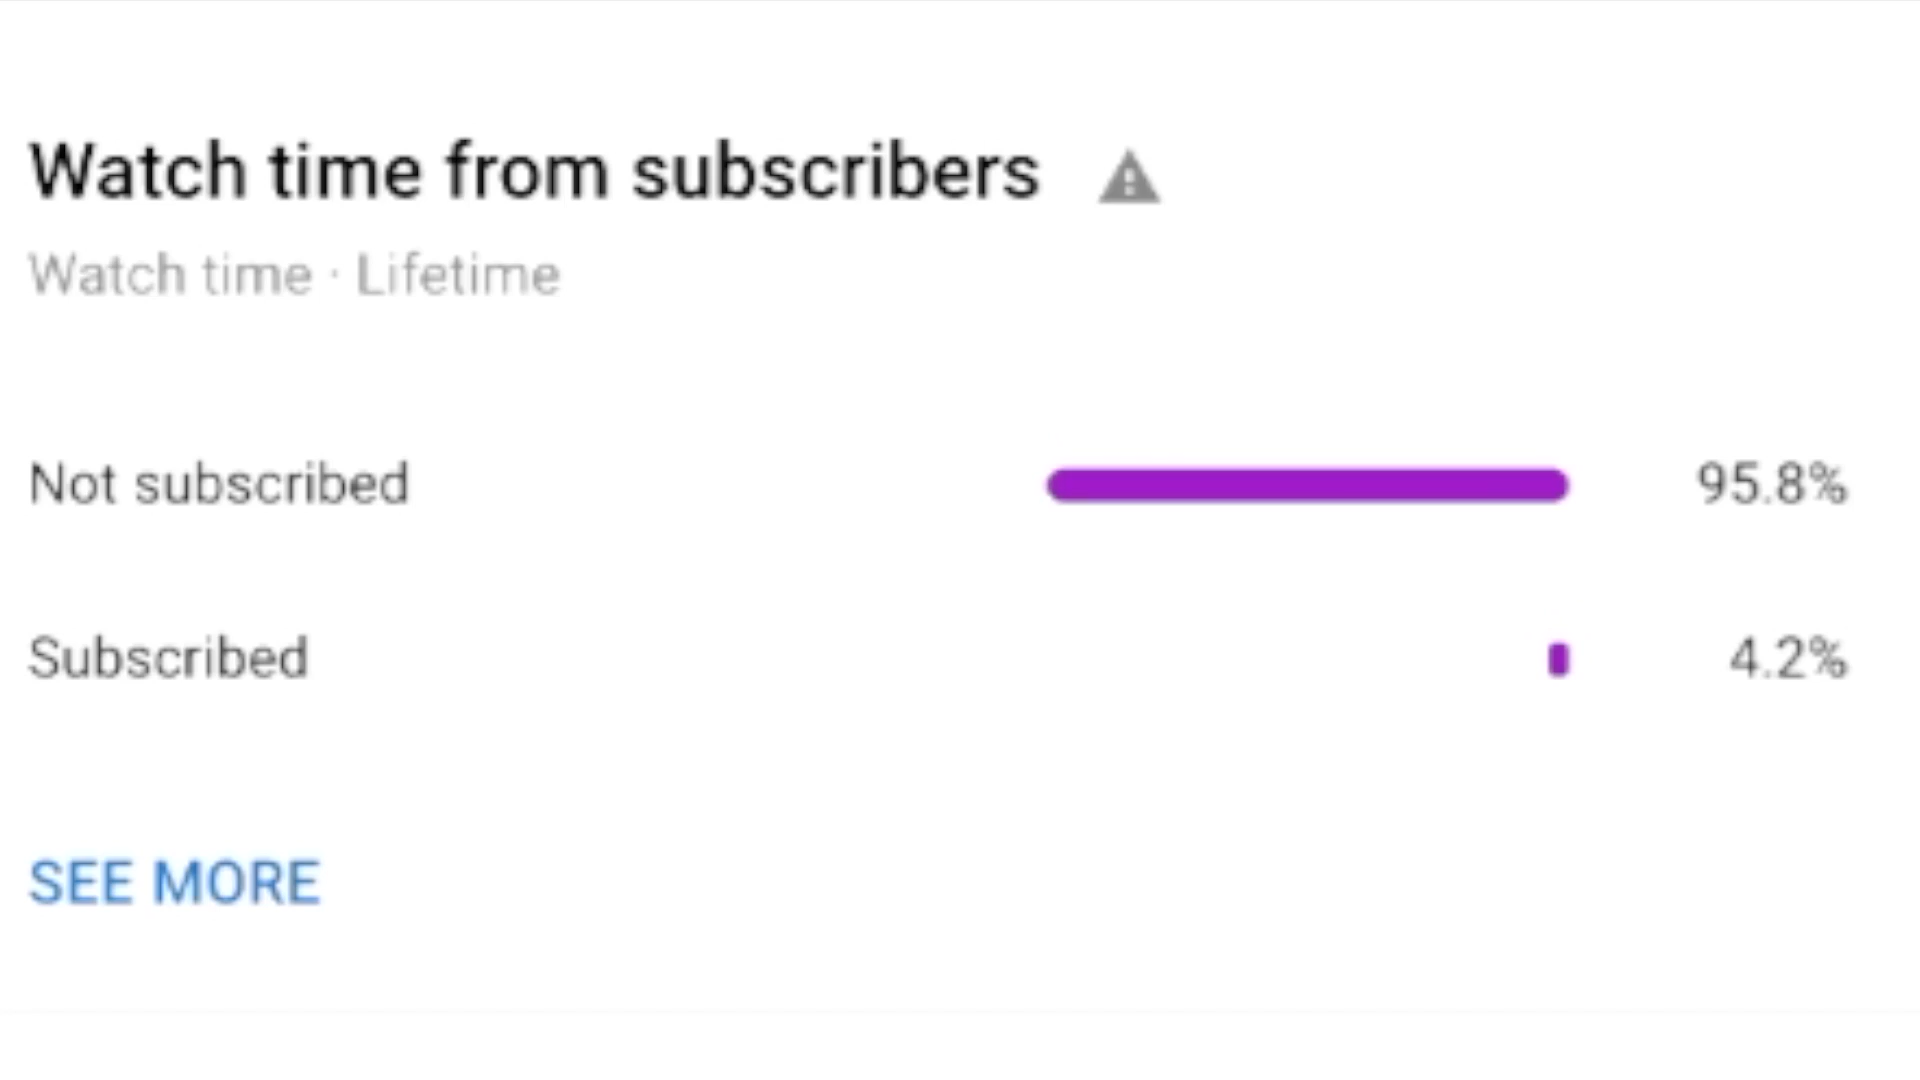 Watch time from subscribers
Watch time · Lifetime
Not subscribed 95.8%
Subscribed 4.2%
SEE MORE